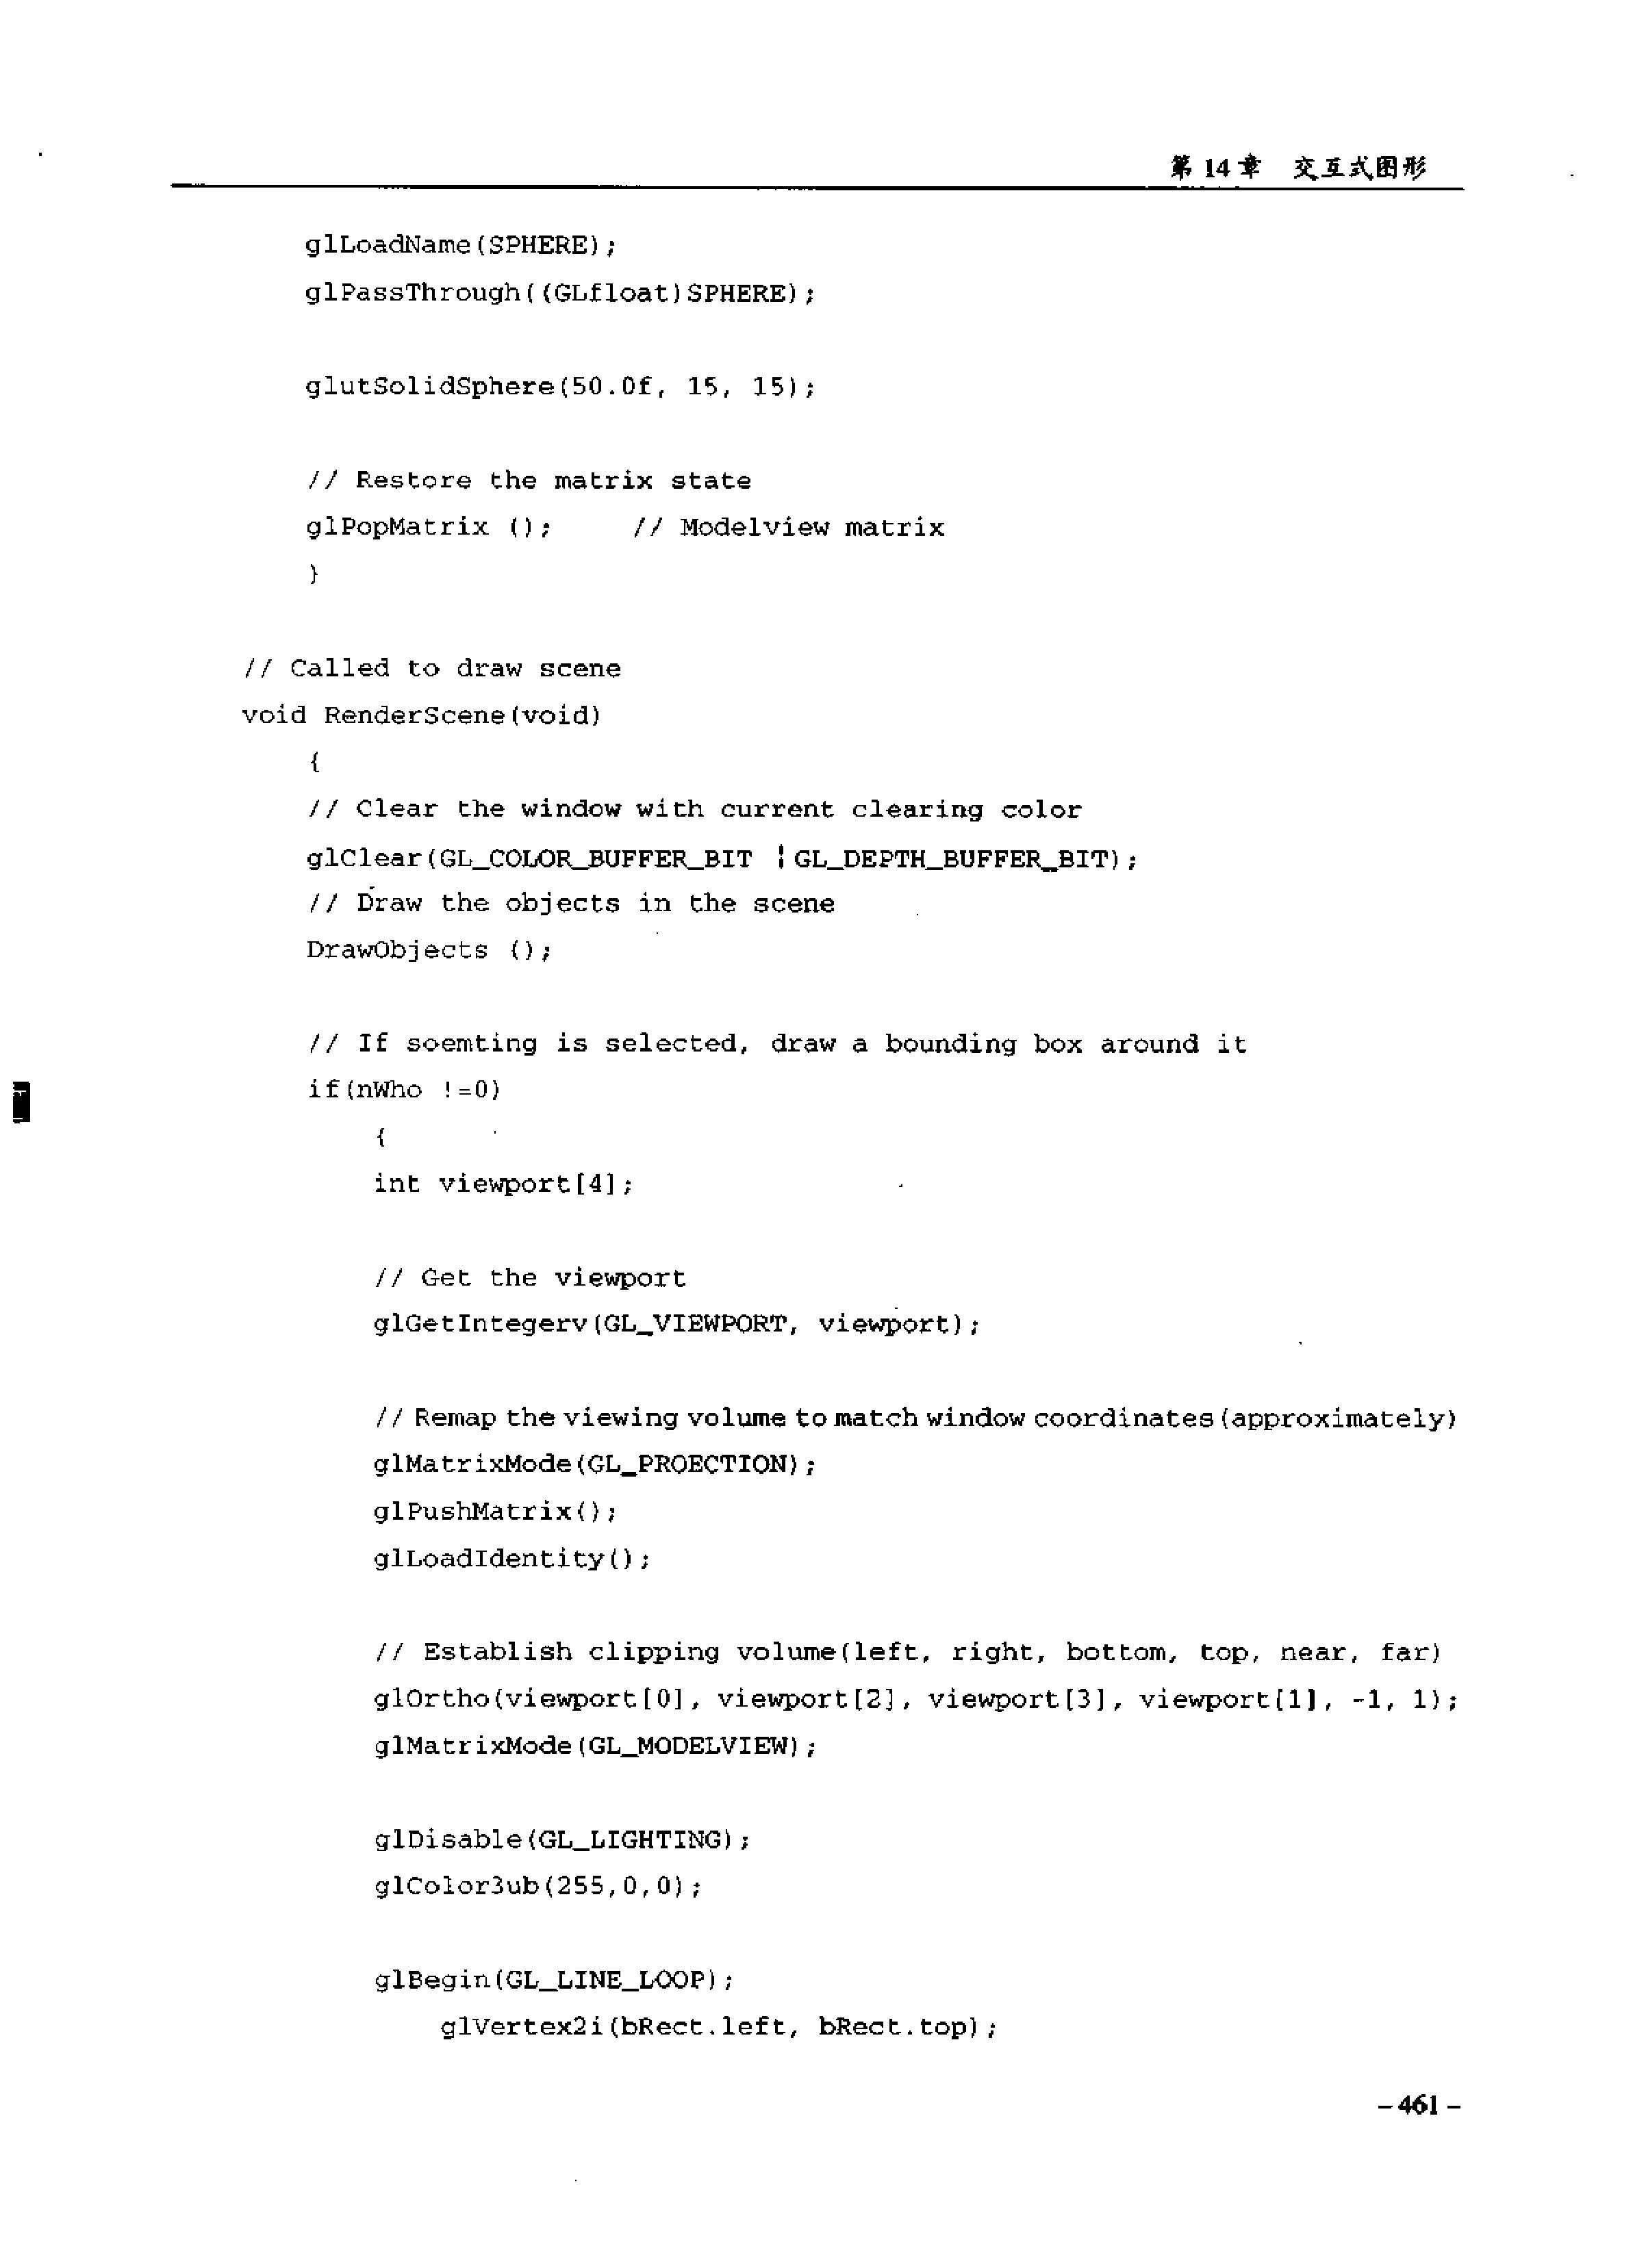 第 14 章 交互式图形
glLoadName(SPHERE);
glPassThrough((GLfloat)SPHERE);
glutSolidSphere(50.0f, 15, 15);
// Restore the matrix state
glPopMatrix ();     // Modelview matrix
}
// Called to draw scene
void RenderScene(void)
{
// Clear the window with current clearing color
glClear(GL_COLOR_BUFFER_BIT ¦ GL_DEPTH_BUFFER_BIT);
// Draw the objects in the scene
DrawObjects ();
// If soemting is selected, draw a bounding box around it
if(nWho !=0)
{
int viewport[4];
// Get the viewport
glGetIntegerv(GL_VIEWPORT, viewport);
// Remap the viewing volume to match window coordinates(approximately)
glMatrixMode(GL_PROECTION);
glPushMatrix();
glLoadIdentity();
// Establish clipping volume(left, right, bottom, top, near, far)
glOrtho(viewport[0], viewport[2], viewport[3], viewport[1], -1, 1);
glMatrixMode(GL_MODELVIEW);
glDisable(GL_LIGHTING);
glColor3ub(255,0,0);
glBegin(GL_LINE_LOOP);
glVertex2i(bRect.left, bRect.top);
– 461 –